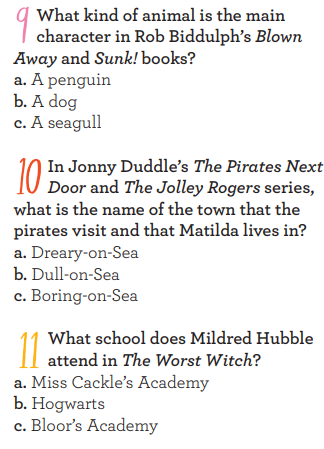 9 What kind of animal is the main
character in Rob Biddulph's Blown
Away and Sunk! books?
a. A penguin
b. A dog
c. A seagull
10 In Jonny Duddle's The Pirates Next
Door and The Jolley Rogers series,
what is the name of the town that the
pirates visit and that Matilda lives in?
a. Dreary-on-Sea
b. Dull-on-Sea
c. Boring-on-Sea
11 What school does Mildred Hubble
attend in The Worst Witch?
a. Miss Cackle's Academy
b. Hogwarts
c. Bloor's Academy